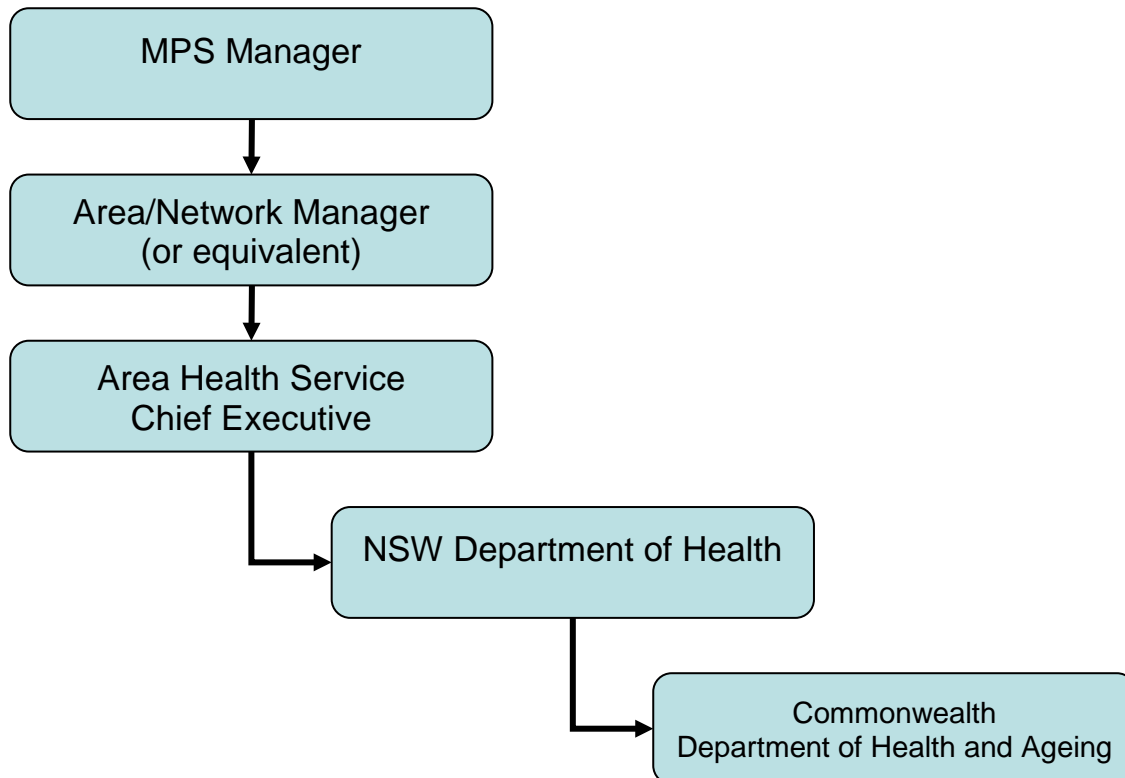 MPS Manager
Area/Network Manager
(or equivalent)
Area Health Service
Chief Executive
NSW Department of Health
Commonwealth
Department of Health and Ageing